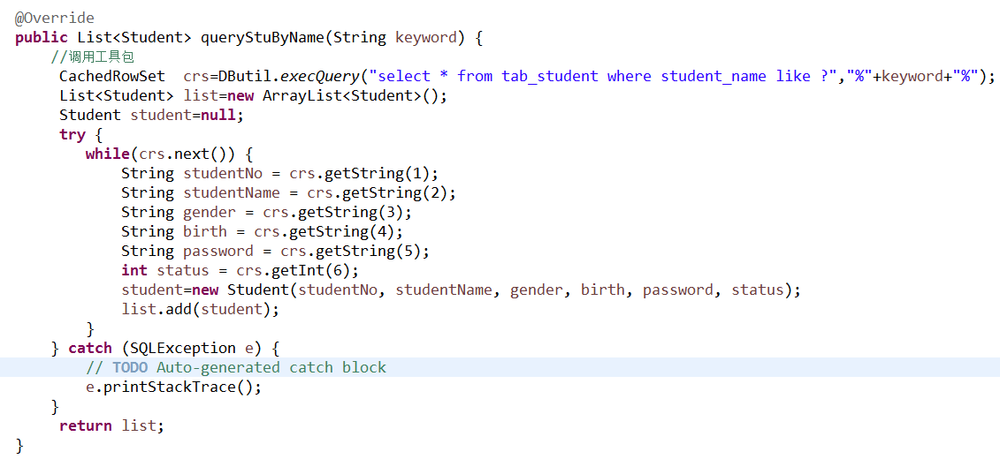 @Override
public List<Student> queryStuByName(String keyword) {
//调用工具包
CachedRowSet  crs=DButil.execQuery("select * from tab_student where student_name like ?","%"+keyword+"%");
List<Student> list=new ArrayList<Student>();
Student student=null;
try {
while(crs.next()) {
String studentNo = crs.getString(1);
String studentName = crs.getString(2);
String gender = crs.getString(3);
String birth = crs.getString(4);
String password = crs.getString(5);
int status = crs.getInt(6);
student=new Student(studentNo, studentName, gender, birth, password, status);
list.add(student);
}
} catch (SQLException e) {
// TODO Auto-generated catch block
e.printStackTrace();
}
return list;
}